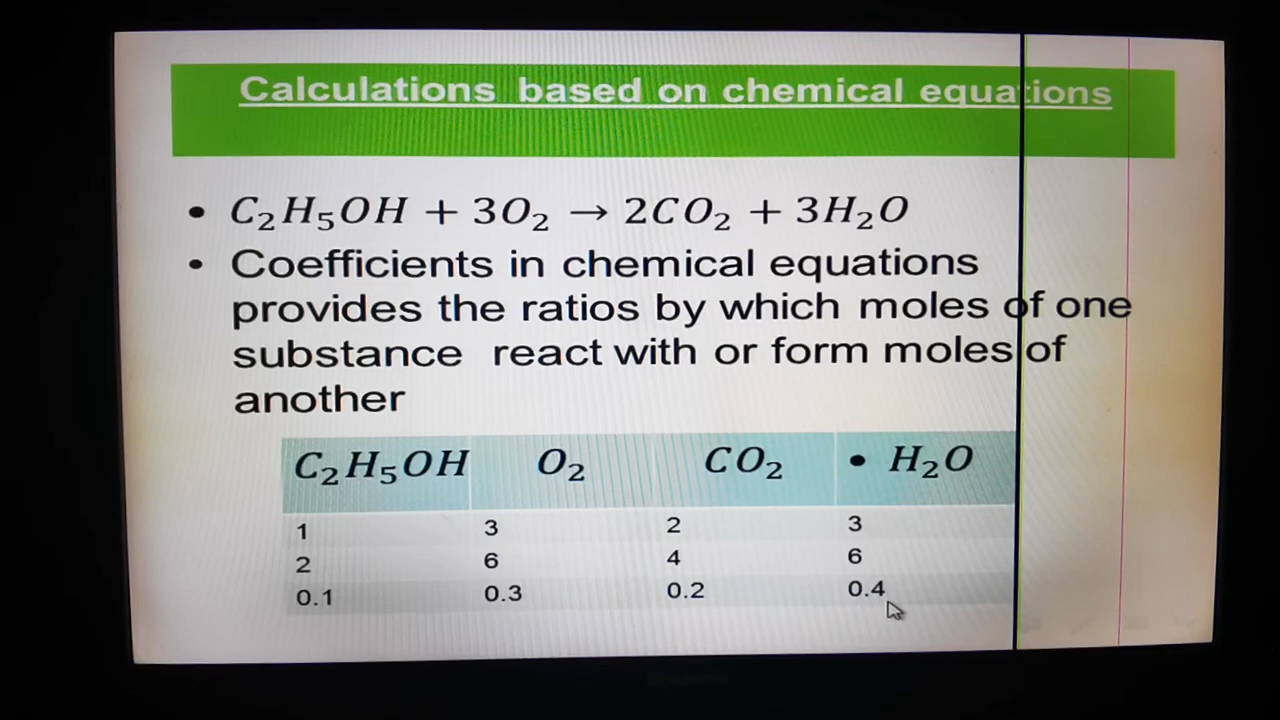 Calculations based on chemical equations
• C₂H₅OH + 3O₂ → 2CO₂ + 3H₂O
• Coefficients in chemical equations
provides the ratios by which moles of one
substance react with or form moles of
another
C₂H₅OH O₂ CO₂ • H₂O
1 3 2 3
2 6 4 6
0.1 0.3 0.2 0.4